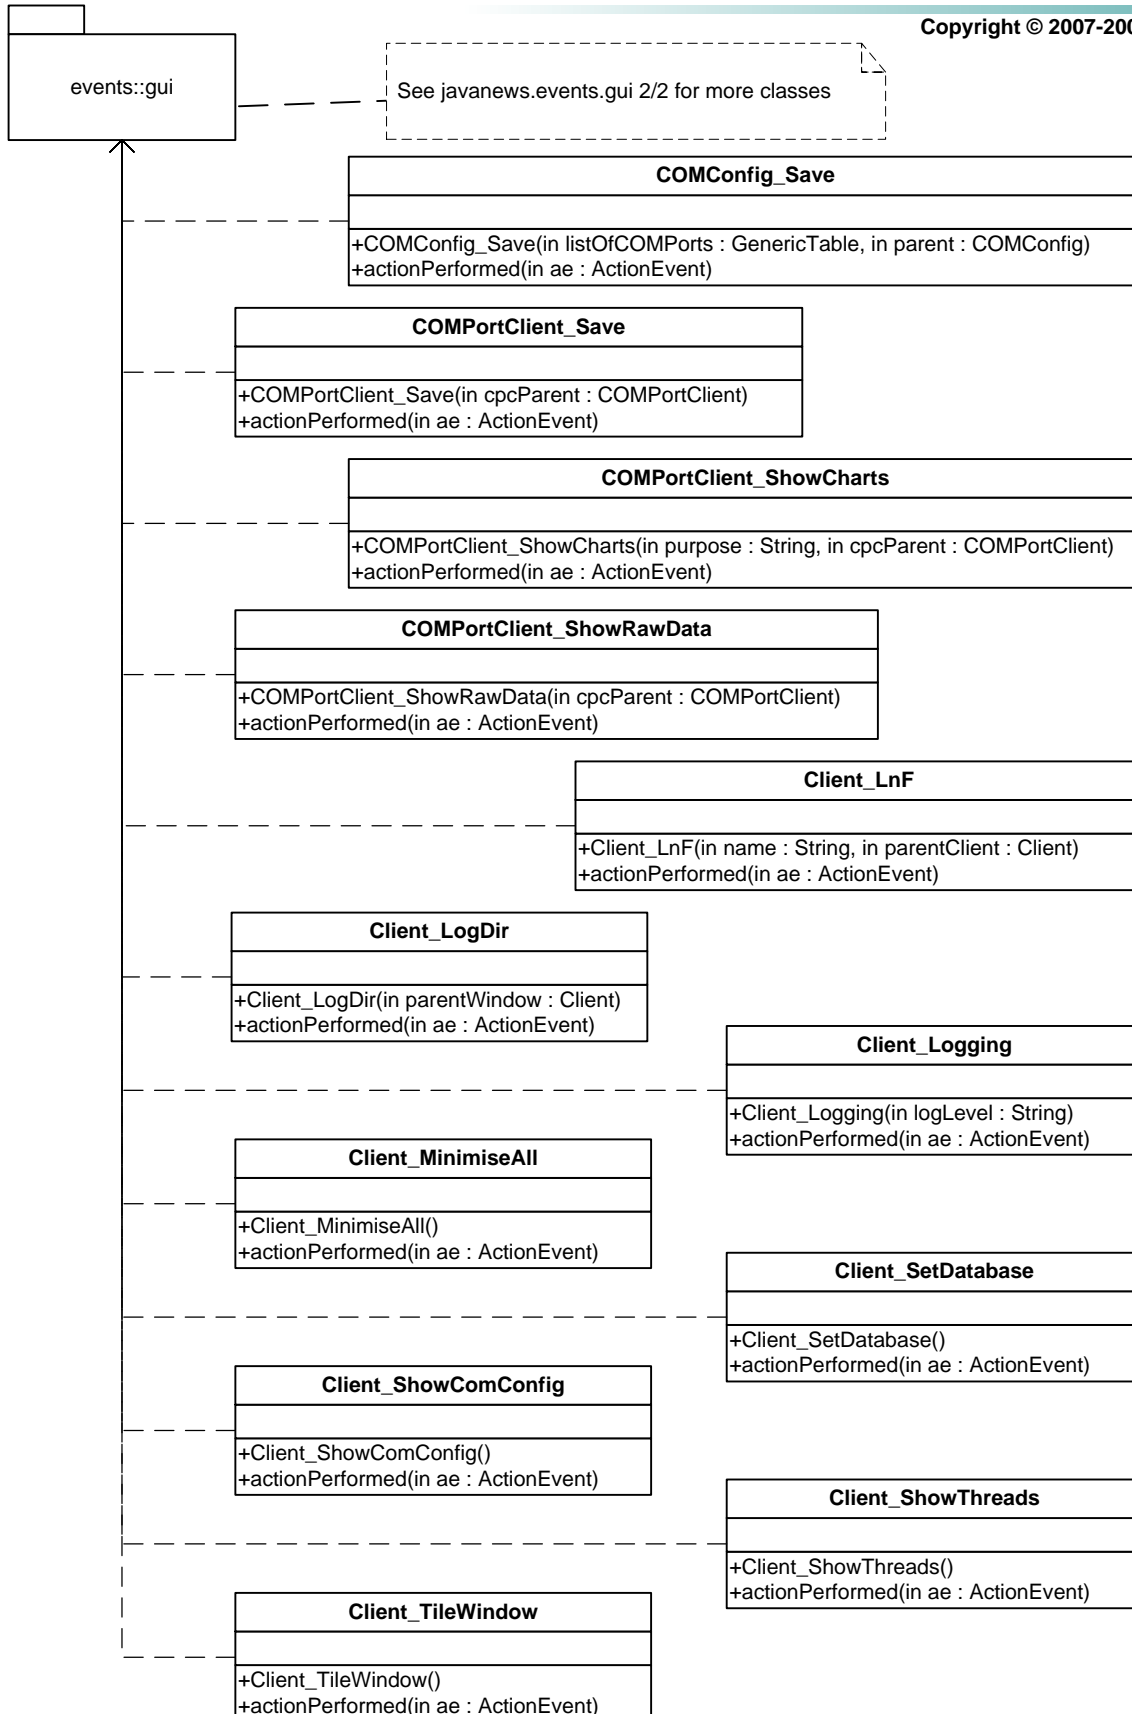 Copyright © 2007-200
events::gui
See javanews.events.gui 2/2 for more classes
COMConfig_Save
+COMConfig_Save(in listOfCOMPorts : GenericTable, in parent : COMConfig)
+actionPerformed(in ae : ActionEvent)
COMPortClient_Save
+COMPortClient_Save(in cpcParent : COMPortClient)
+actionPerformed(in ae : ActionEvent)
COMPortClient_ShowCharts
+COMPortClient_ShowCharts(in purpose : String, in cpcParent : COMPortClient)
+actionPerformed(in ae : ActionEvent)
COMPortClient_ShowRawData
+COMPortClient_ShowRawData(in cpcParent : COMPortClient)
+actionPerformed(in ae : ActionEvent)
Client_LnF
+Client_LnF(in name : String, in parentClient : Client)
+actionPerformed(in ae : ActionEvent)
Client_LogDir
+Client_LogDir(in parentWindow : Client)
+actionPerformed(in ae : ActionEvent)
Client_Logging
+Client_Logging(in logLevel : String)
+actionPerformed(in ae : ActionEvent)
Client_MinimiseAll
+Client_MinimiseAll()
+actionPerformed(in ae : ActionEvent)
Client_SetDatabase
+Client_SetDatabase()
+actionPerformed(in ae : ActionEvent)
Client_ShowComConfig
+Client_ShowComConfig()
+actionPerformed(in ae : ActionEvent)
Client_ShowThreads
+Client_ShowThreads()
+actionPerformed(in ae : ActionEvent)
Client_TileWindow
+Client_TileWindow()
+actionPerformed(in ae : ActionEvent)